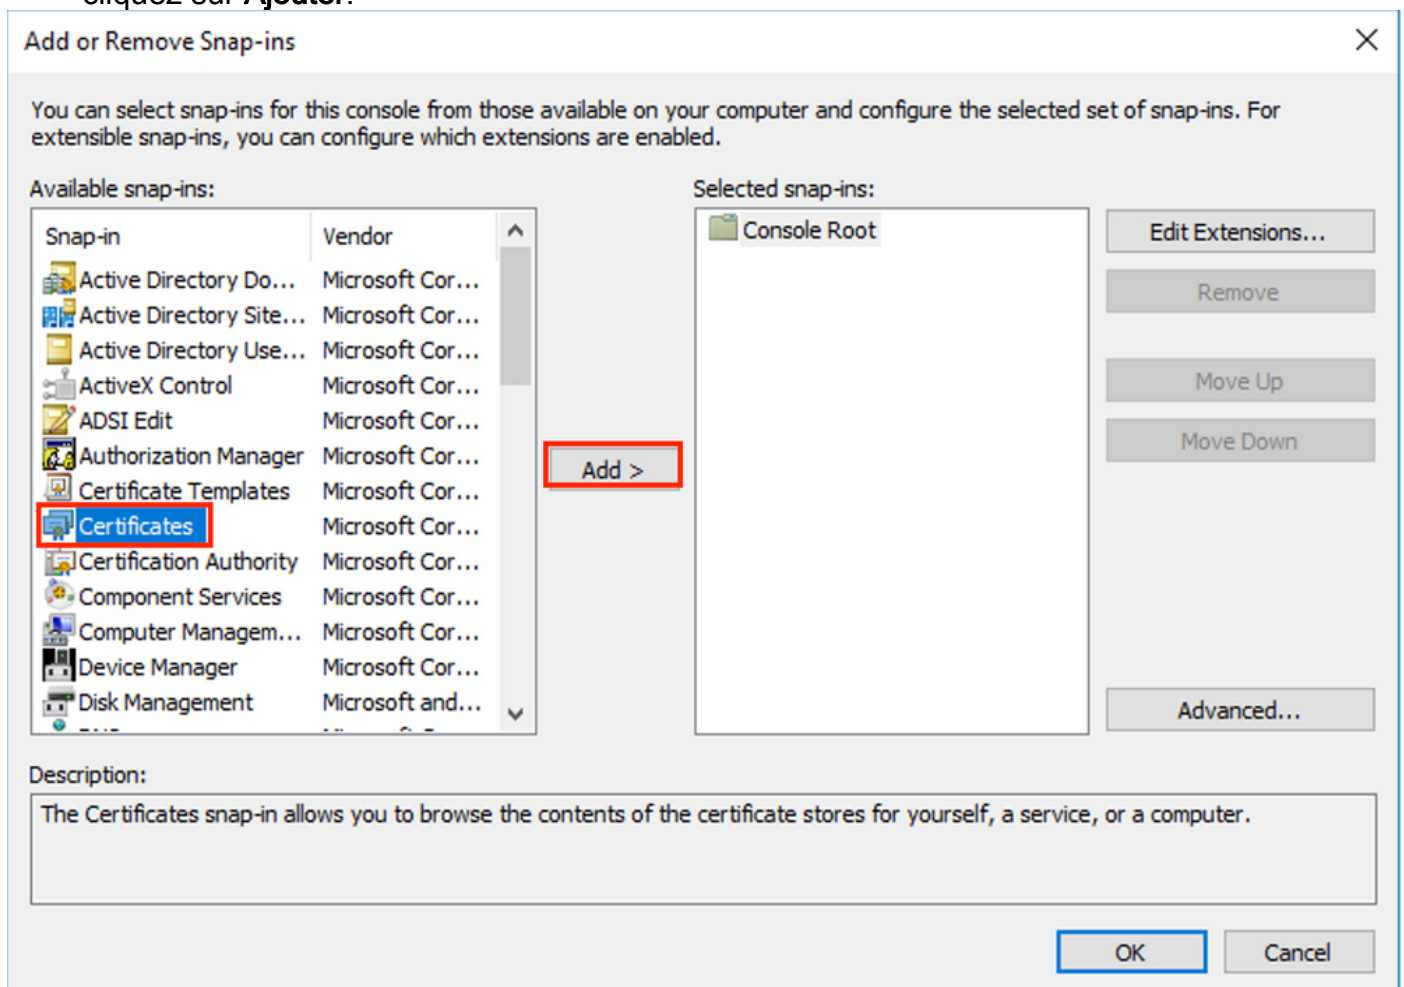 cliquez sur Ajouter.
Add or Remove Snap-ins
You can select snap-ins for this console from those available on your computer and configure the selected set of snap-ins. For
extensible snap-ins, you can configure which extensions are enabled.
Available snap-ins:
Selected snap-ins:
Snap-in Vendor
Active Directory Do... Microsoft Cor...
Active Directory Site... Microsoft Cor...
Active Directory Use... Microsoft Cor...
ActiveX Control Microsoft Cor...
ADSI Edit Microsoft Cor...
Authorization Manager Microsoft Cor...
Certificate Templates Microsoft Cor...
Certificates Microsoft Cor...
Certification Authority Microsoft Cor...
Component Services Microsoft Cor...
Computer Managem... Microsoft Cor...
Device Manager Microsoft Cor...
Disk Management Microsoft and...
Add >
Console Root
Edit Extensions...
Remove
Move Up
Move Down
Advanced...
Description:
The Certificates snap-in allows you to browse the contents of the certificate stores for yourself, a service, or a computer.
OK
Cancel